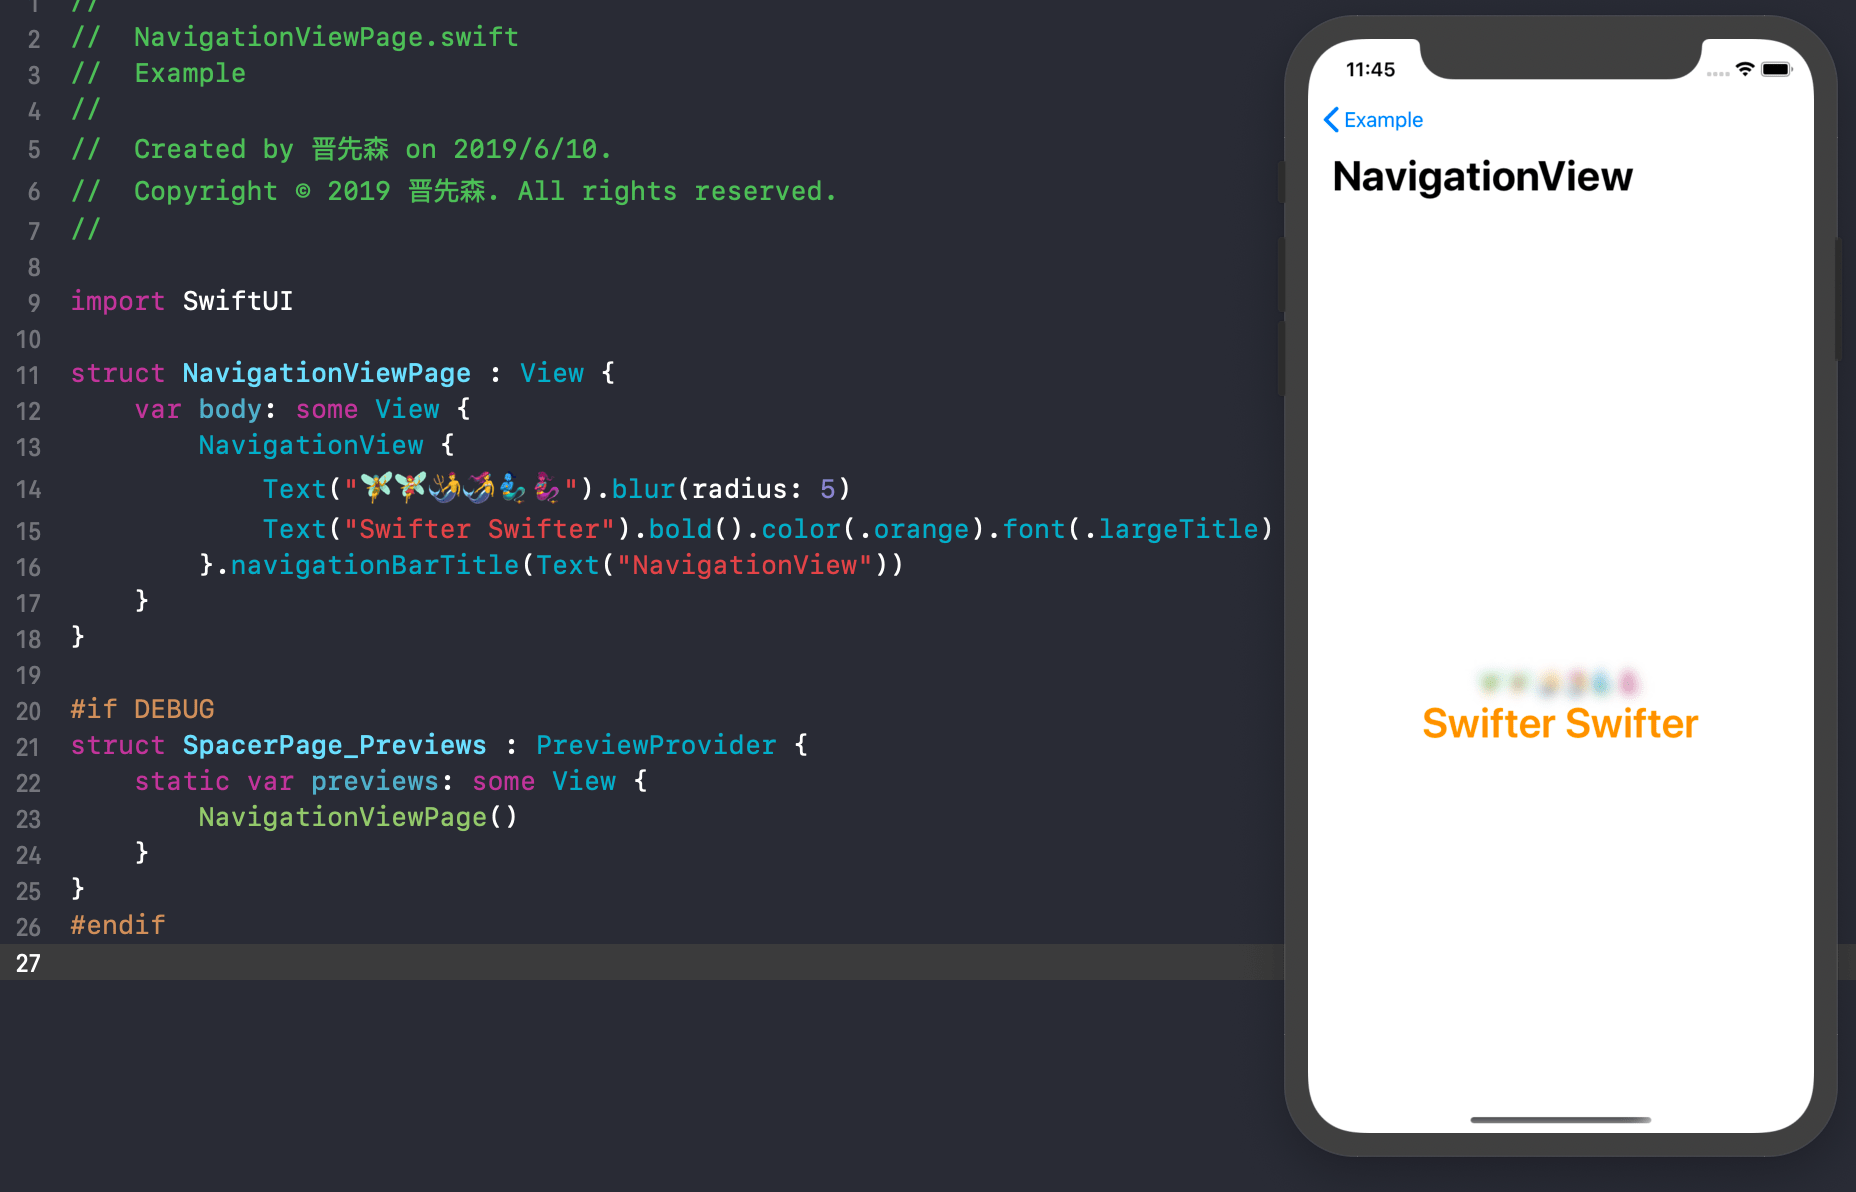 1 //
2 //  NavigationViewPage.swift
3 //  Example
4 //
5 //  Created by 晋先森 on 2019/6/10.
6 //  Copyright © 2019 晋先森. All rights reserved.
7 //
8
9 import SwiftUI
10
11 struct NavigationViewPage : View {
12     var body: some View {
13         NavigationView {
14             Text("🧚‍♂️🧚‍♀️🧜‍♂️🧜‍♀️🧞‍♂️🧞‍♀️").blur(radius: 5)
15             Text("Swifter Swifter").bold().color(.orange).font(.largeTitle)
16         }.navigationBarTitle(Text("NavigationView"))
17     }
18 }
19
20 #if DEBUG
21 struct SpacerPage_Previews : PreviewProvider {
22     static var previews: some View {
23         NavigationViewPage()
24     }
25 }
26 #endif
27
11:45
Example
NavigationView
Swifter Swifter